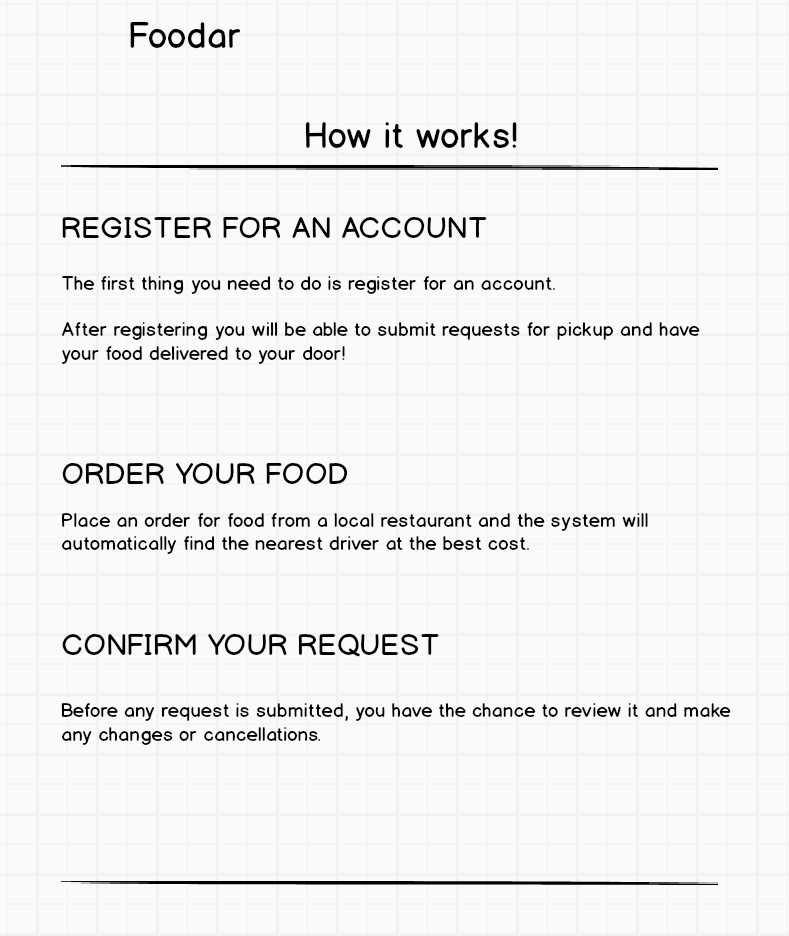 Foodar
How it works!
REGISTER FOR AN ACCOUNT
The first thing you need to do is register for an account.
After registering you will be able to submit requests for pickup and have
your food delivered to your door!
ORDER YOUR FOOD
Place an order for food from a local restaurant and the system will
automatically find the nearest driver at the best cost.
CONFIRM YOUR REQUEST
Before any request is submitted, you have the chance to review it and make
any changes or cancellations.